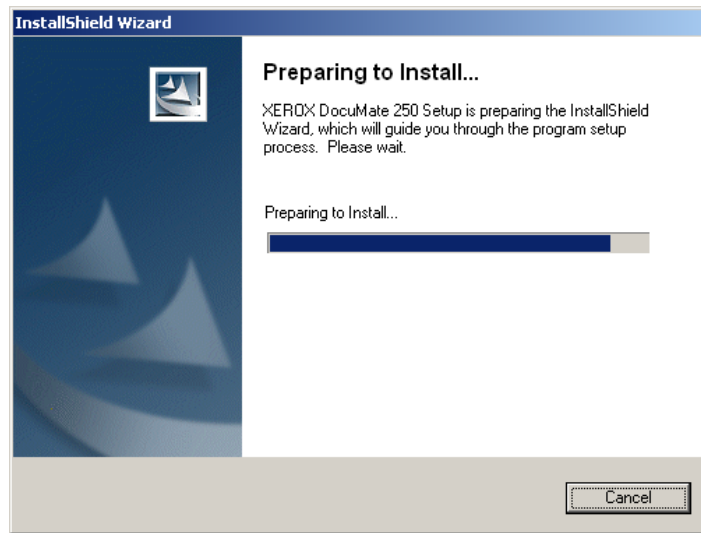 InstallShield Wizard
Preparing to Install...
XEROX DocuMate 250 Setup is preparing the InstallShield
Wizard, which will guide you through the program setup
process. Please wait.
Preparing to Install...
Cancel